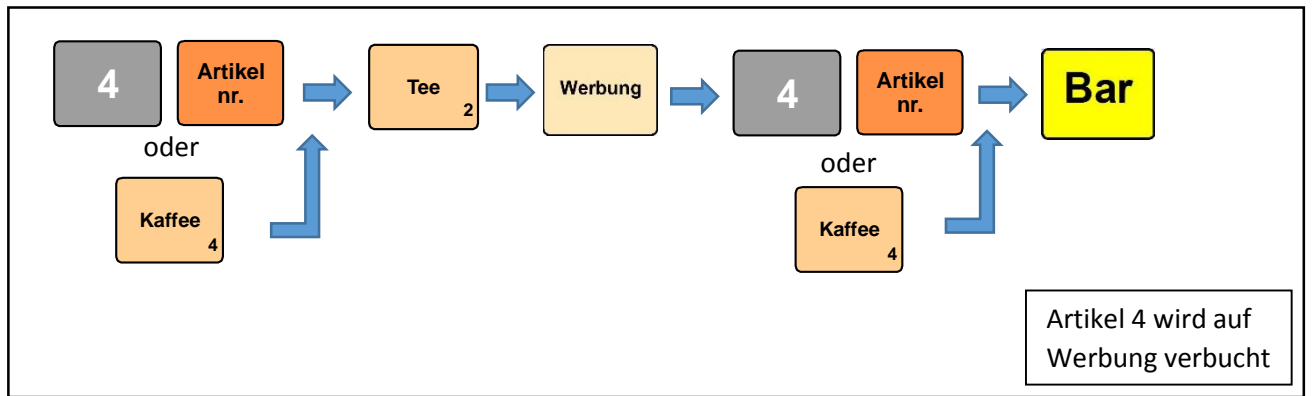 4
Artikel
nr.
Tee
2
Werbung
4
Artikel
nr.
Bar
oder
Kaffee
4
oder
Kaffee
4
Artikel 4 wird auf
Werbung verbucht